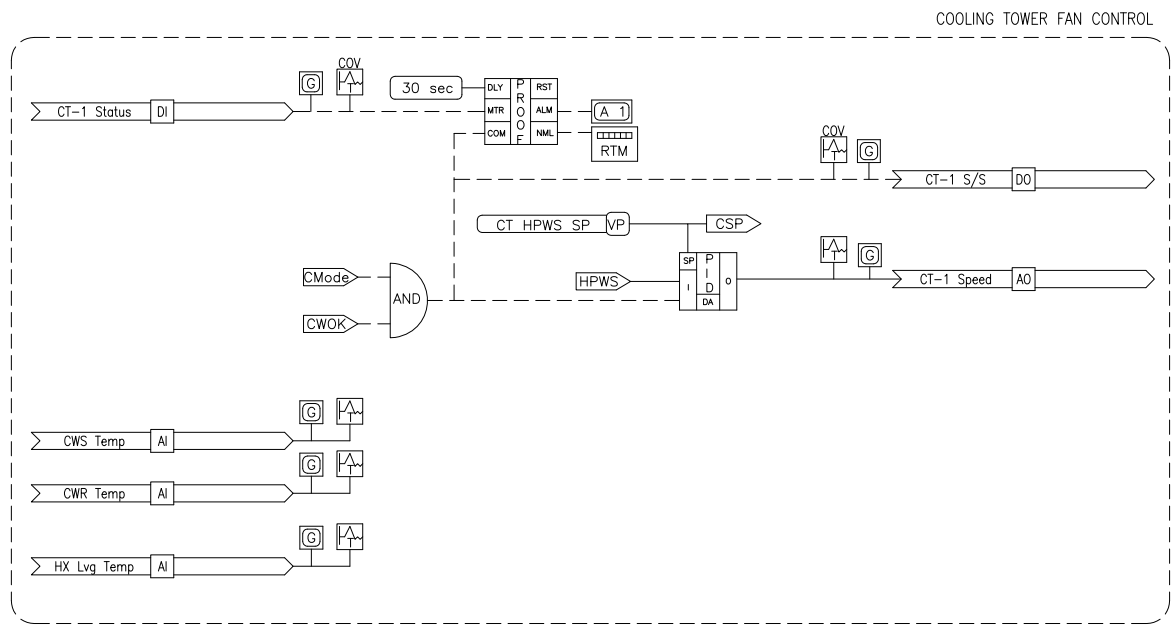 COOLING TOWER FAN CONTROL
G
COV
CT-1 Status DI
30 sec
DLY
MTR
COM
PROOF
RST
ALM
NML
A 1
RTM
COV
G
CT-1 S/S DO
CT HPWS SP VP
CSP
CMode
CWOK
AND
HPWS
SP
I
PID
DA
O
G
CT-1 Speed AO
G
CWS Temp AI
G
CWR Temp AI
G
HX Lvg Temp AI